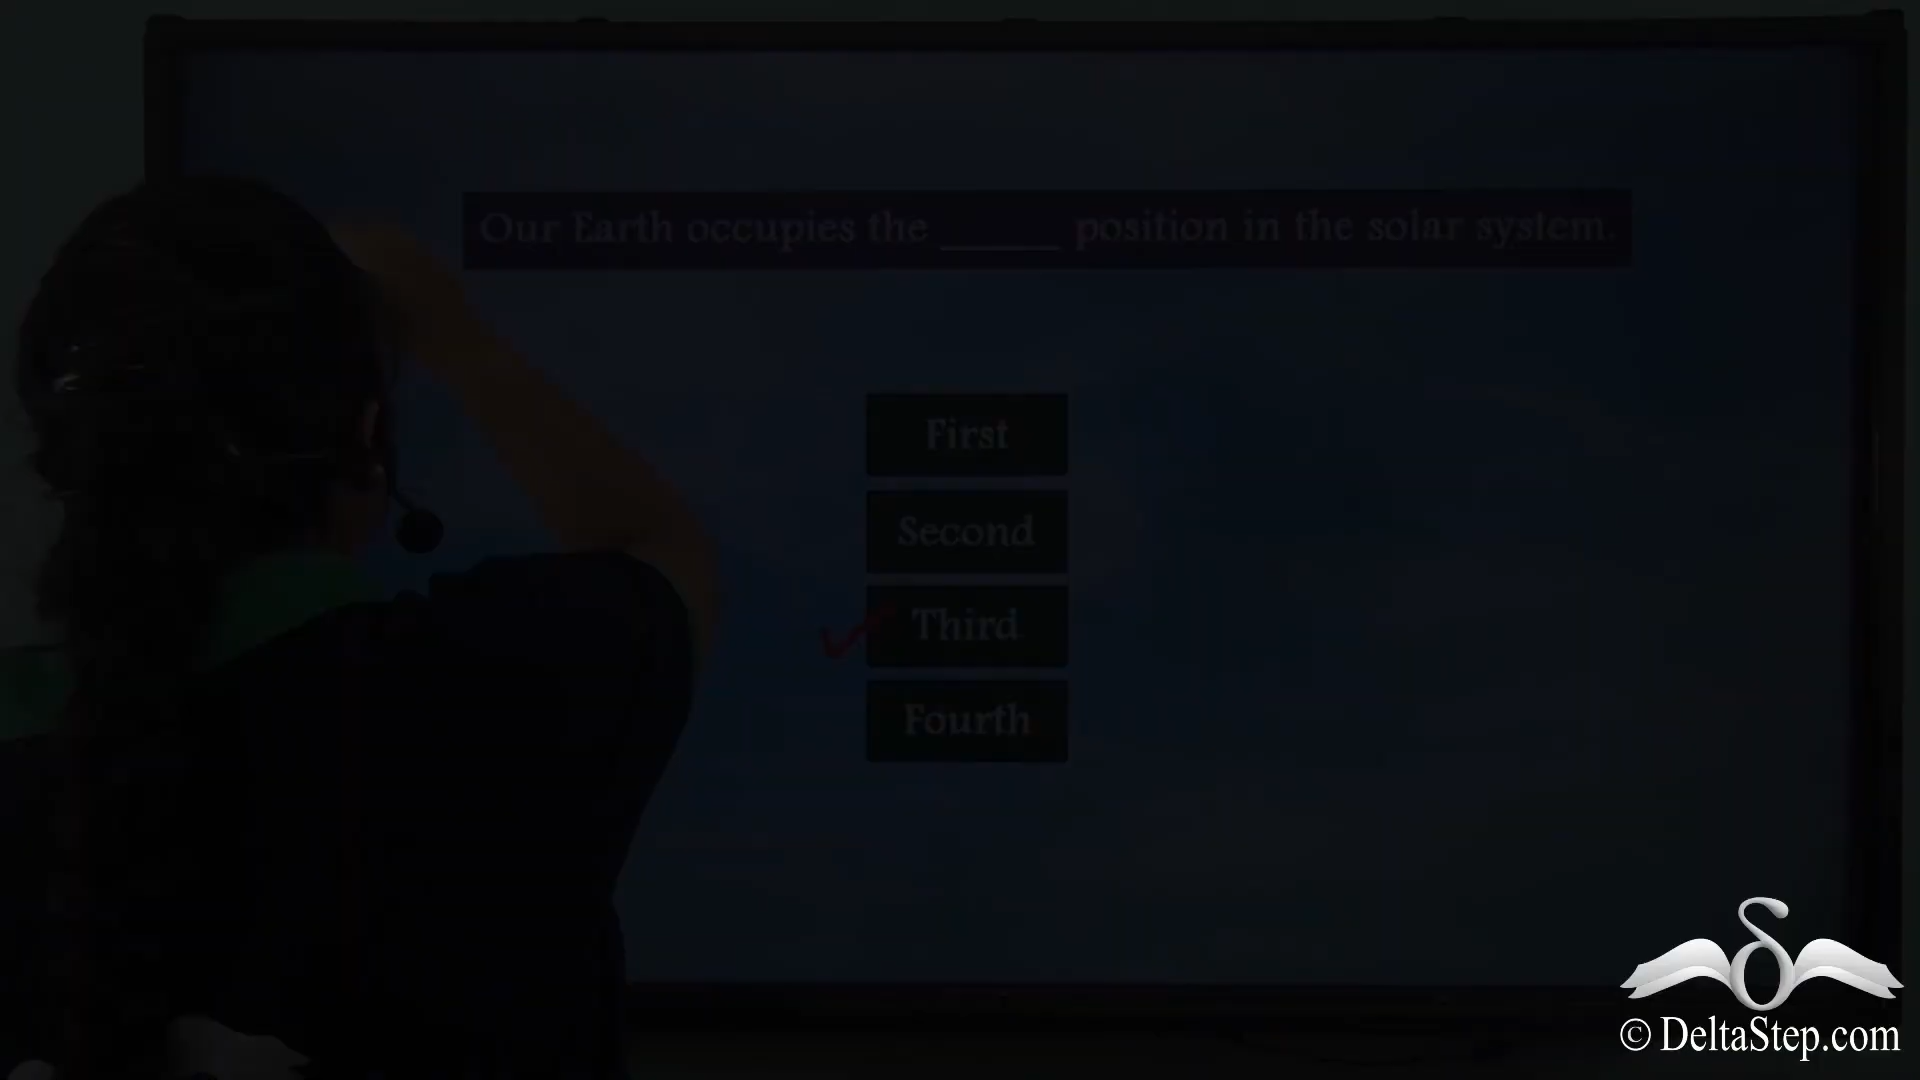 Our Earth occupies the ______ position in the solar system.
First
Second
Third
Fourth
© DeltaStep.com